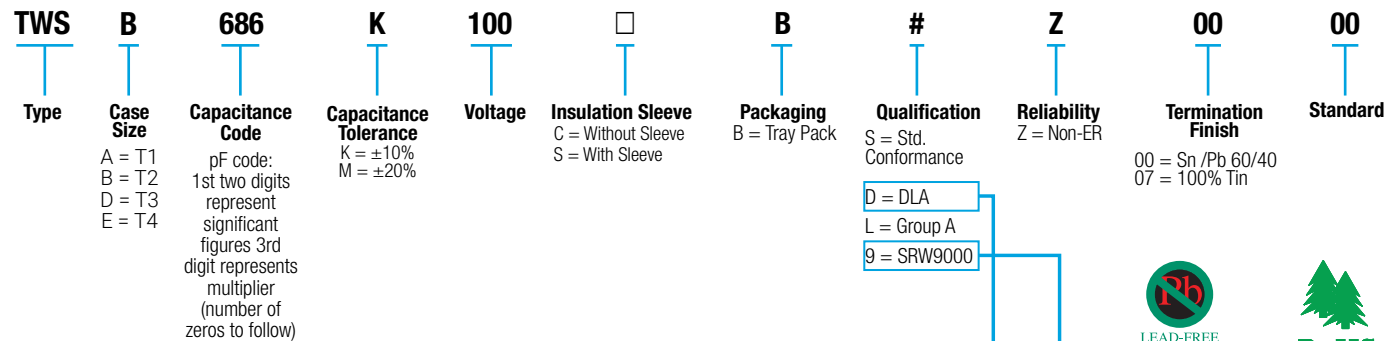 TWS B 686 K 100 □ B # Z 00 00
Type
Case
Size
A = T1
B = T2
D = T3
E = T4
Capacitance
Code
pF code:
1st two digits
represent
significant
figures 3rd
digit represents
multiplier
(number of
zeros to follow)
Capacitance
Tolerance
K = ±10%
M = ±20%
Voltage
Insulation Sleeve
C = Without Sleeve
S = With Sleeve
Packaging
B = Tray Pack
Qualification
S = Std.
Conformance
D = DLA
L = Group A
9 = SRW9000
Reliability
Z = Non-ER
Termination
Finish
00 = Sn /Pb 60/40
07 = 100% Tin
Standard
Pb
LEAD-FREE